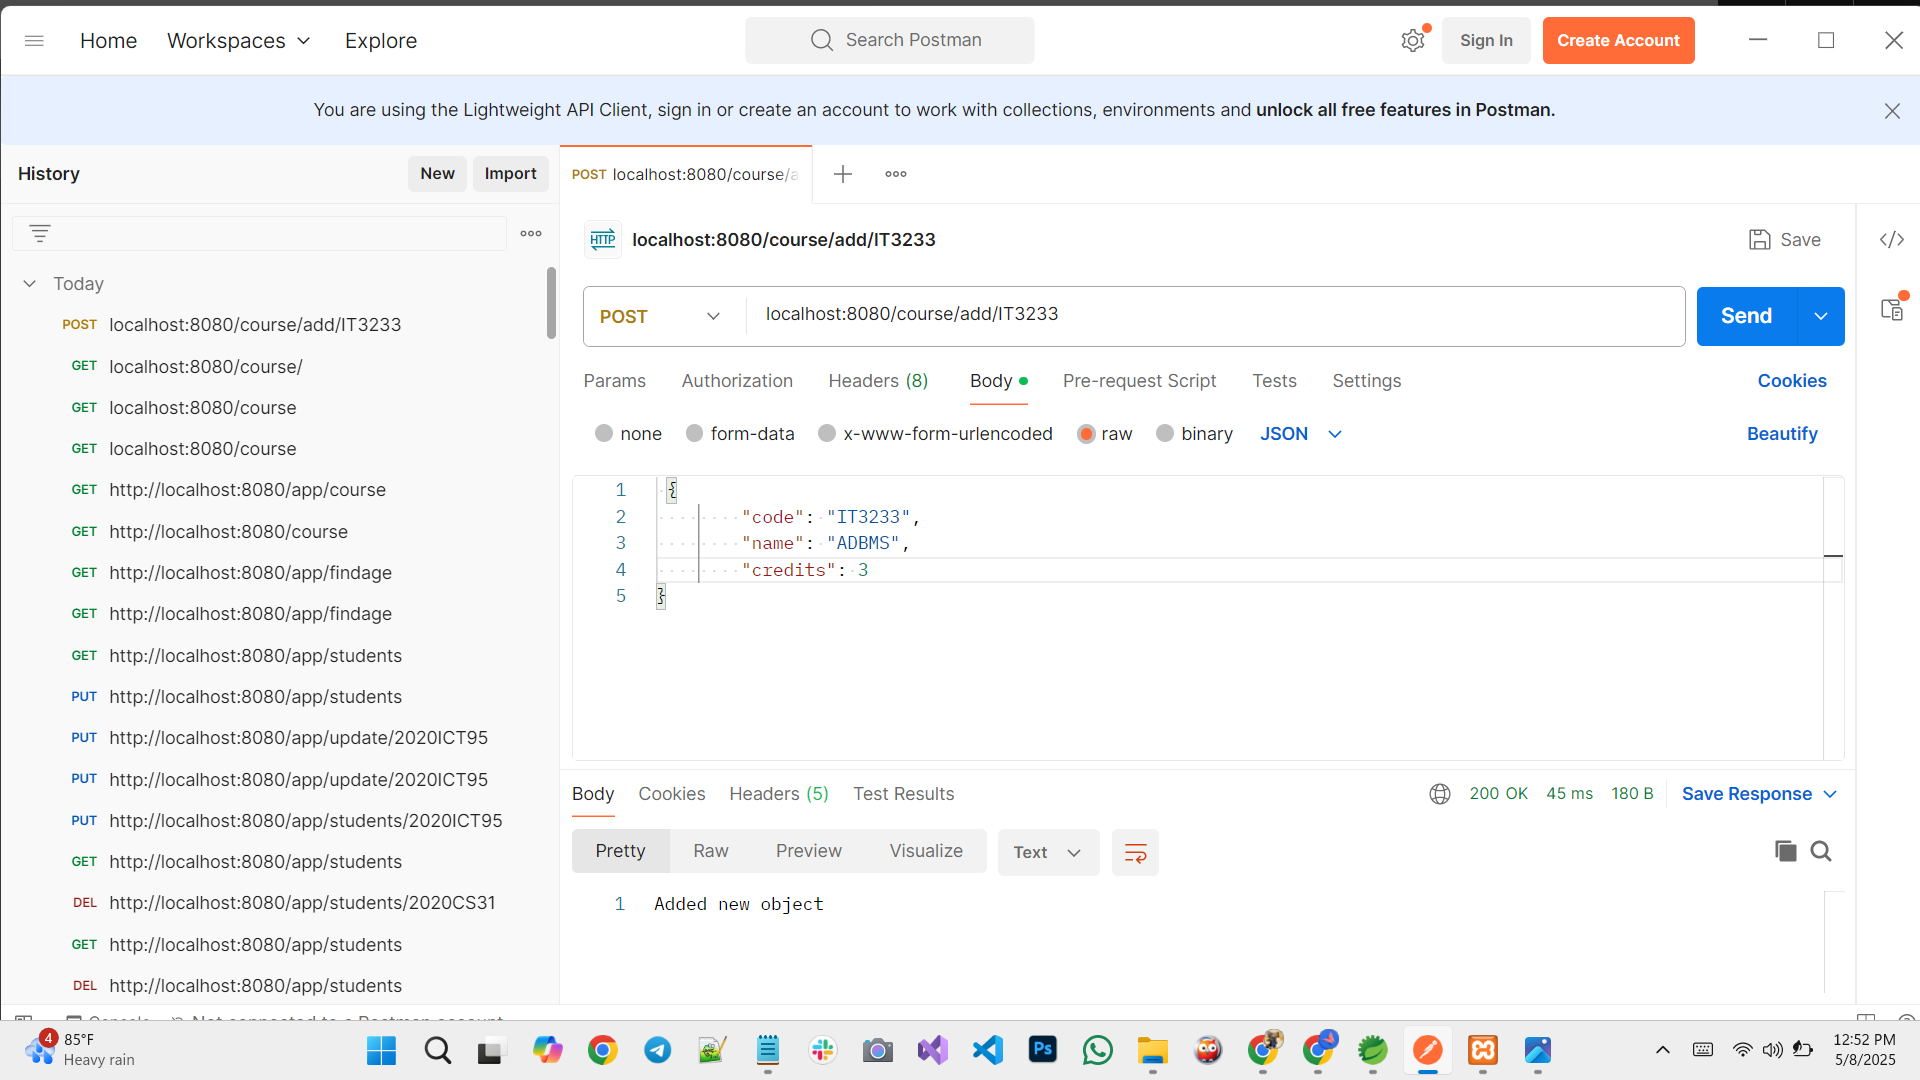 Home Workspaces Explore Search Postman Sign In Create Account
You are using the Lightweight API Client, sign in or create an account to work with collections, environments and unlock all free features in Postman.
History New Import
POST localhost:8080/course/a
Today
POST localhost:8080/course/add/IT3233
GET localhost:8080/course/
GET localhost:8080/course
GET localhost:8080/course
GET http://localhost:8080/app/course
GET http://localhost:8080/course
GET http://localhost:8080/app/findage
GET http://localhost:8080/app/findage
GET http://localhost:8080/app/students
PUT http://localhost:8080/app/students
PUT http://localhost:8080/app/update/2020ICT95
PUT http://localhost:8080/app/update/2020ICT95
PUT http://localhost:8080/app/students/2020ICT95
GET http://localhost:8080/app/students
DEL http://localhost:8080/app/students/2020CS31
GET http://localhost:8080/app/students
DEL http://localhost:8080/app/students
Console Not connected to a Postman account
HTTP localhost:8080/course/add/IT3233 Save
POST localhost:8080/course/add/IT3233 Send
Params Authorization Headers (8) Body Pre-request Script Tests Settings Cookies
none form-data x-www-form-urlencoded raw binary JSON Beautify
1 {
2 "code": "IT3233",
3 "name": "ADBMS",
4 "credits": 3
5 }
Body Cookies Headers (5) Test Results 200 OK 45 ms 180 B Save Response
Pretty Raw Preview Visualize Text
1 Added new object
4 85°F
Heavy rain
Ps
12:52 PM
5/8/2025